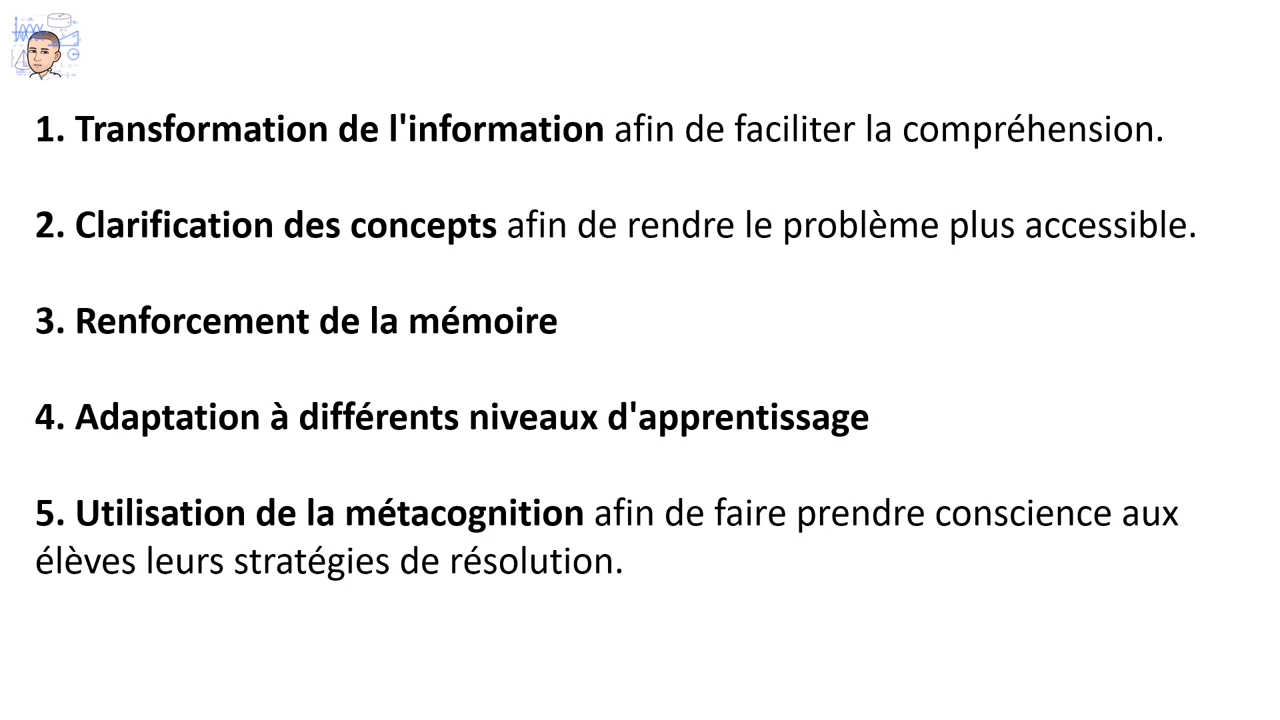 1. Transformation de l'information afin de faciliter la compréhension.
2. Clarification des concepts afin de rendre le problème plus accessible.
3. Renforcement de la mémoire
4. Adaptation à différents niveaux d'apprentissage
5. Utilisation de la métacognition afin de faire prendre conscience aux
élèves leurs stratégies de résolution.